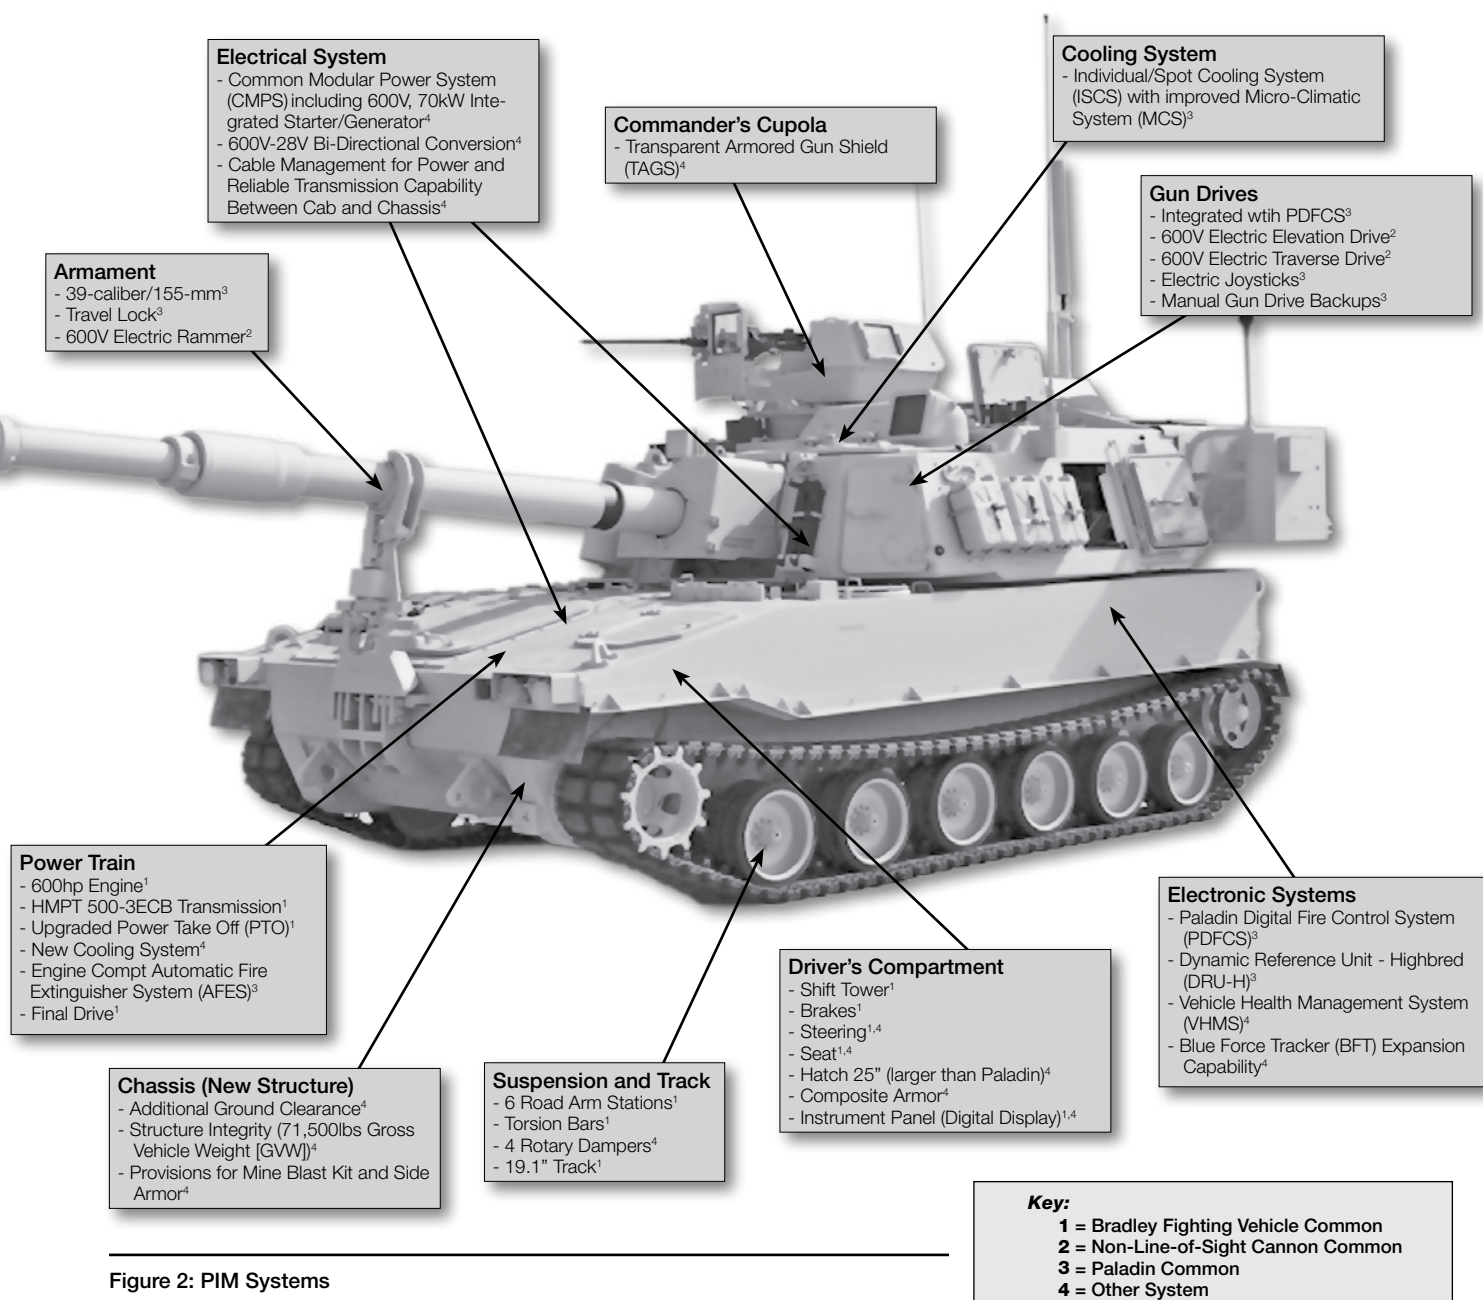 Electrical System
- Common Modular Power System
(CMPS) including 600V, 70kW Inte-
grated Starter/Generator⁴
- 600V-28V Bi-Directional Conversion⁴
- Cable Management for Power and
Reliable Transmission Capability
Between Cab and Chassis⁴
Commander's Cupola
- Transparent Armored Gun Shield
(TAGS)⁴
Cooling System
- Individual/Spot Cooling System
(ISCS) with improved Micro-Climatic
System (MCS)³
Gun Drives
- Integrated wtih PDFCS³
- 600V Electric Elevation Drive²
- 600V Electric Traverse Drive²
- Electric Joysticks³
- Manual Gun Drive Backups³
Armament
- 39-caliber/155-mm³
- Travel Lock³
- 600V Electric Rammer²
Power Train
- 600hp Engine¹
- HMPT 500-3ECB Transmission¹
- Upgraded Power Take Off (PTO)¹
- New Cooling System⁴
- Engine Compt Automatic Fire
Extinguisher System (AFES)³
- Final Drive¹
Chassis (New Structure)
- Additional Ground Clearance⁴
- Structure Integrity (71,500lbs Gross
Vehicle Weight [GVW])⁴
- Provisions for Mine Blast Kit and Side
Armor⁴
Suspension and Track
- 6 Road Arm Stations¹
- Torsion Bars¹
- 4 Rotary Dampers⁴
- 19.1" Track¹
Driver's Compartment
- Shift Tower¹
- Brakes¹
- Steering¹,⁴
- Seat¹,⁴
- Hatch 25" (larger than Paladin)⁴
- Composite Armor⁴
- Instrument Panel (Digital Display)¹,⁴
Electronic Systems
- Paladin Digital Fire Control System
(PDFCS)³
- Dynamic Reference Unit - Highbred
(DRU-H)³
- Vehicle Health Management System
(VHMS)⁴
- Blue Force Tracker (BFT) Expansion
Capability⁴
Key:
1 = Bradley Fighting Vehicle Common
2 = Non-Line-of-Sight Cannon Common
3 = Paladin Common
4 = Other System
Figure 2: PIM Systems